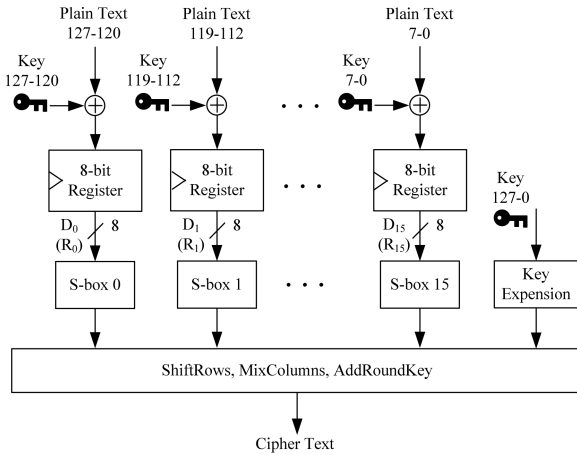 Plain Text
127-120
Plain Text
119-112
Plain Text
7-0
Key
127-120
Key
119-112
Key
7-0
8-bit
Register
8-bit
Register
8-bit
Register
Key
127-0
D0
(R0)
8
D1
(R1)
8
D15
(R15)
8
S-box 0
S-box 1
S-box 15
Key
Expension
ShiftRows, MixColumns, AddRoundKey
Cipher Text